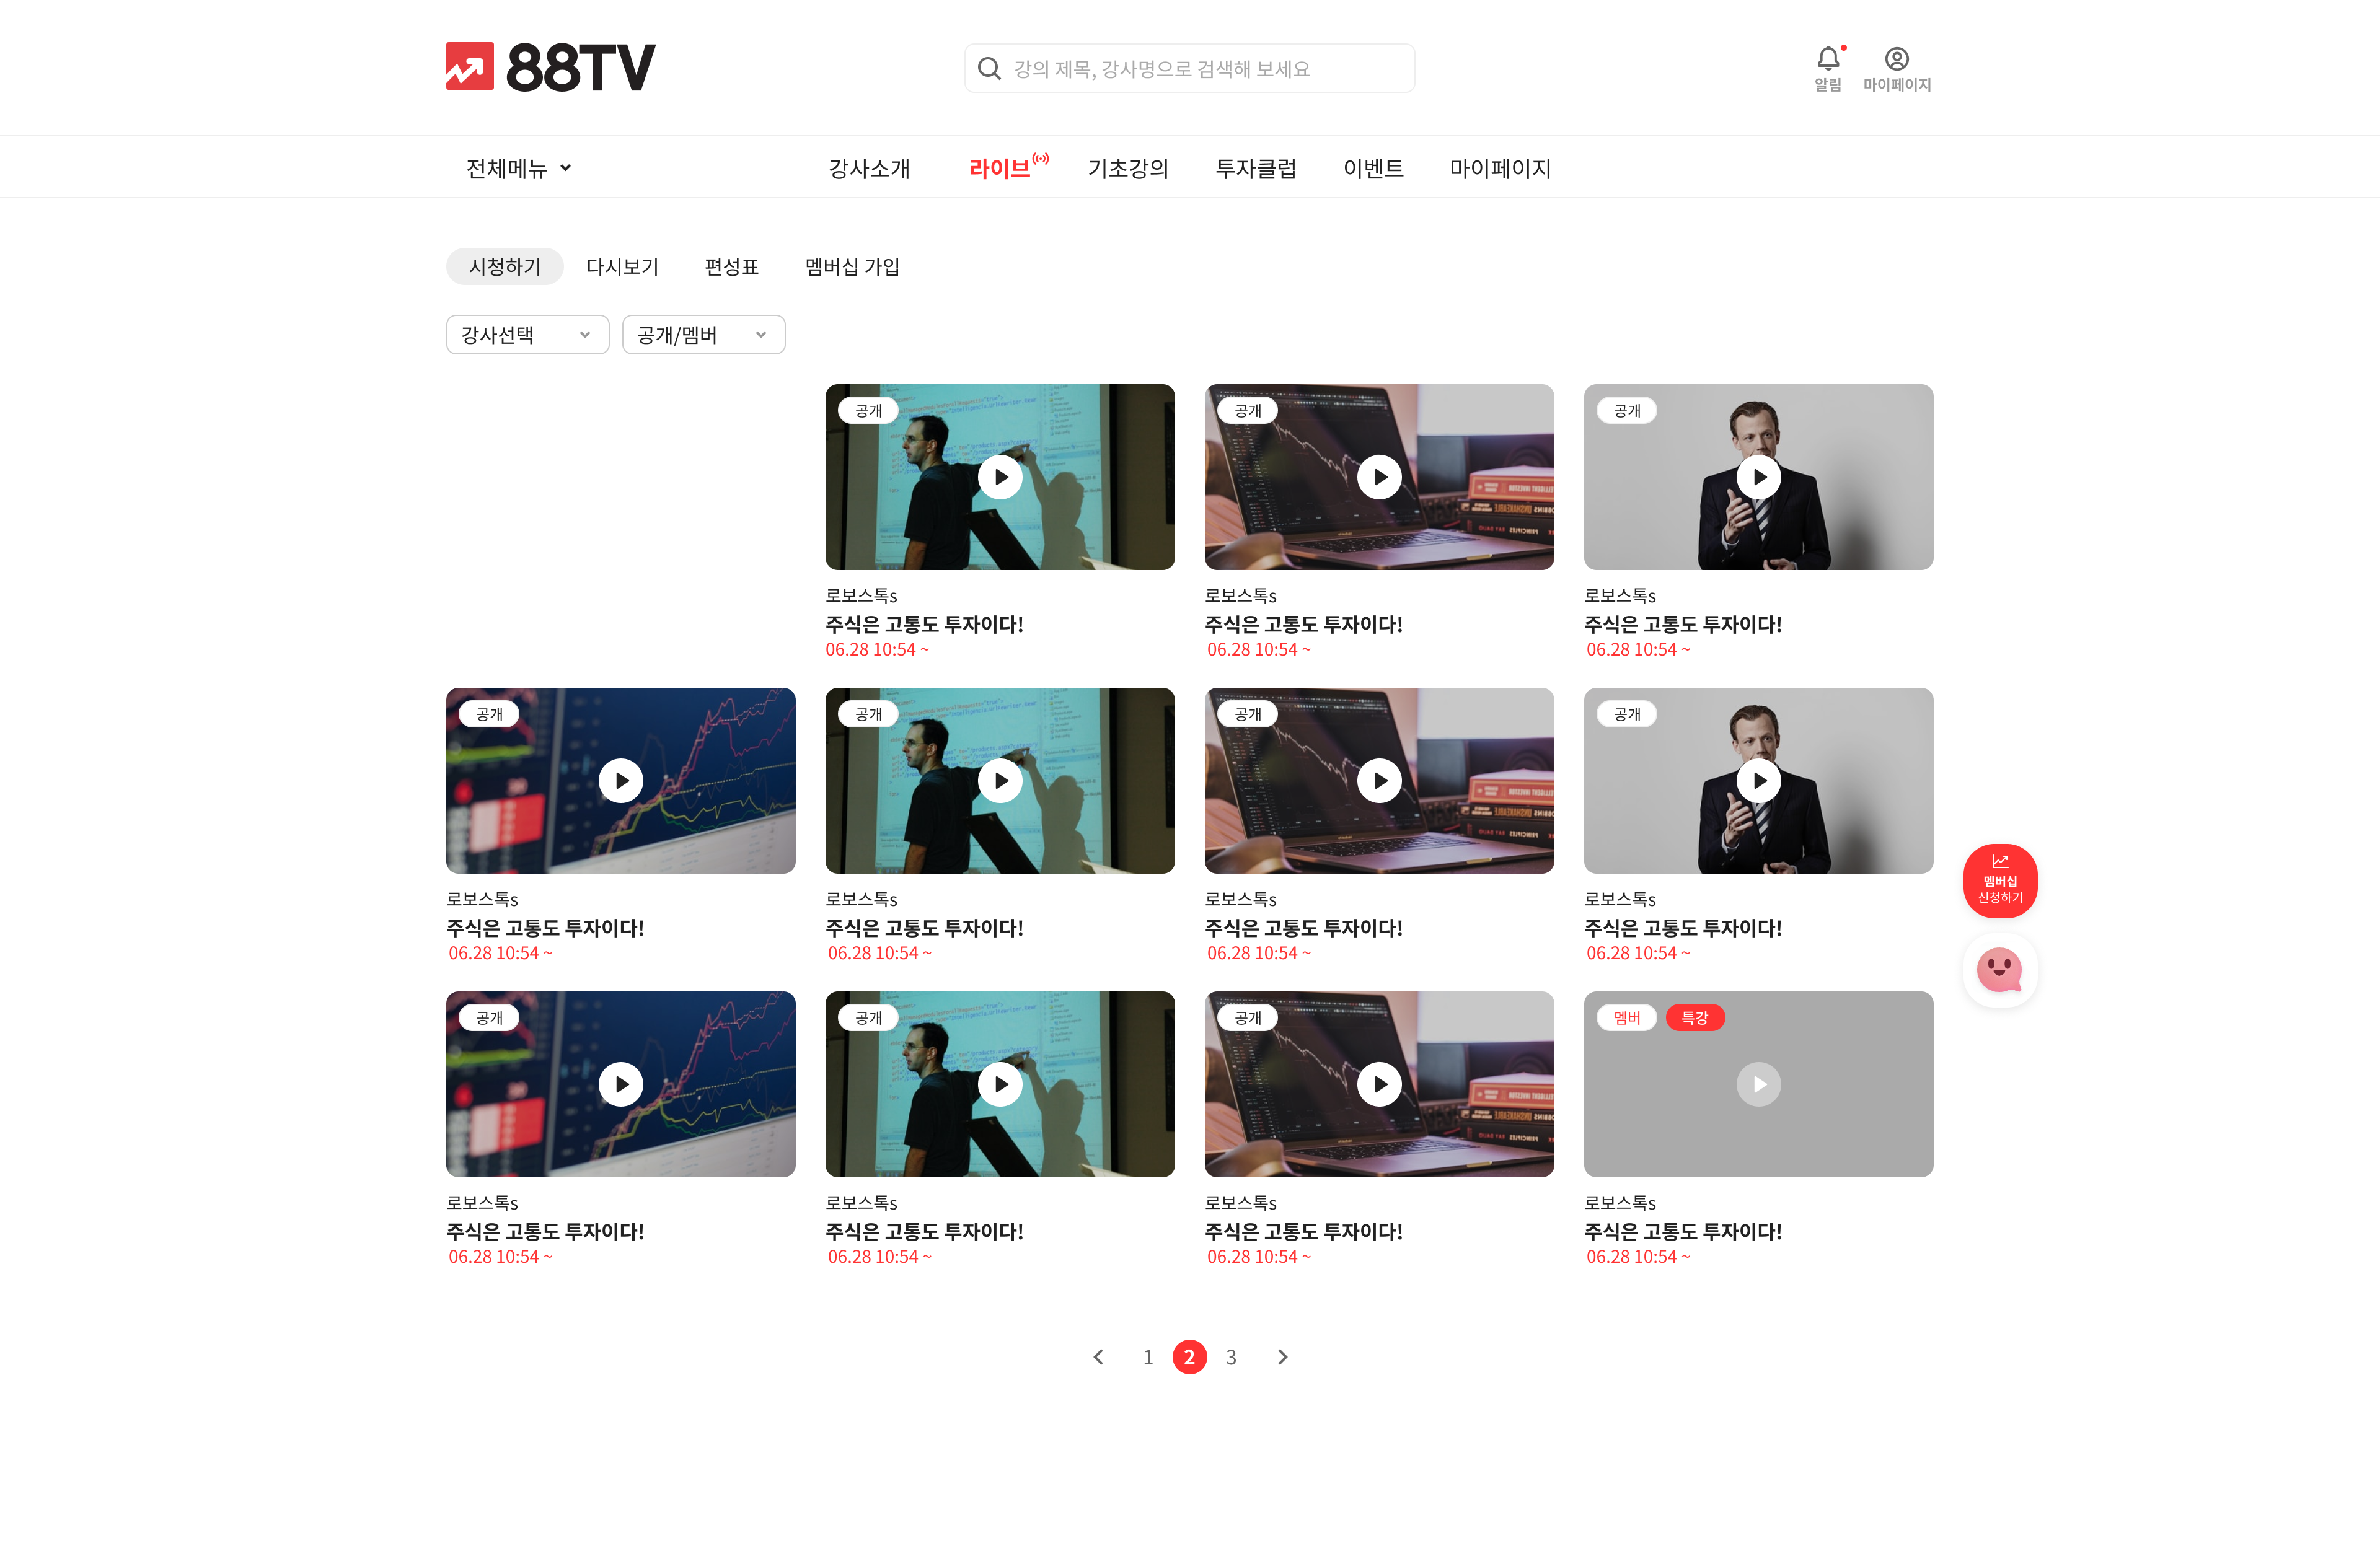 88TV
강의 제목, 강사명으로 검색해 보세요
알림
마이페이지
전체메뉴
강사소개
라이브
기초강의
투자클럽
이벤트
마이페이지
시청하기
다시보기
편성표
멤버십 가입
강사선택
공개/멤버
공개
공개
공개
로보스톡s
로보스톡s
로보스톡s
주식은 고통도 투자이다!
주식은 고통도 투자이다!
주식은 고통도 투자이다!
06.28 10:54 ~
06.28 10:54 ~
06.28 10:54 ~
공개
공개
공개
공개
로보스톡s
로보스톡s
로보스톡s
로보스톡s
주식은 고통도 투자이다!
주식은 고통도 투자이다!
주식은 고통도 투자이다!
주식은 고통도 투자이다!
06.28 10:54 ~
06.28 10:54 ~
06.28 10:54 ~
06.28 10:54 ~
멤버십
신청하기
공개
공개
공개
멤버
특강
로보스톡s
로보스톡s
로보스톡s
로보스톡s
주식은 고통도 투자이다!
주식은 고통도 투자이다!
주식은 고통도 투자이다!
주식은 고통도 투자이다!
06.28 10:54 ~
06.28 10:54 ~
06.28 10:54 ~
06.28 10:54 ~
1
2
3